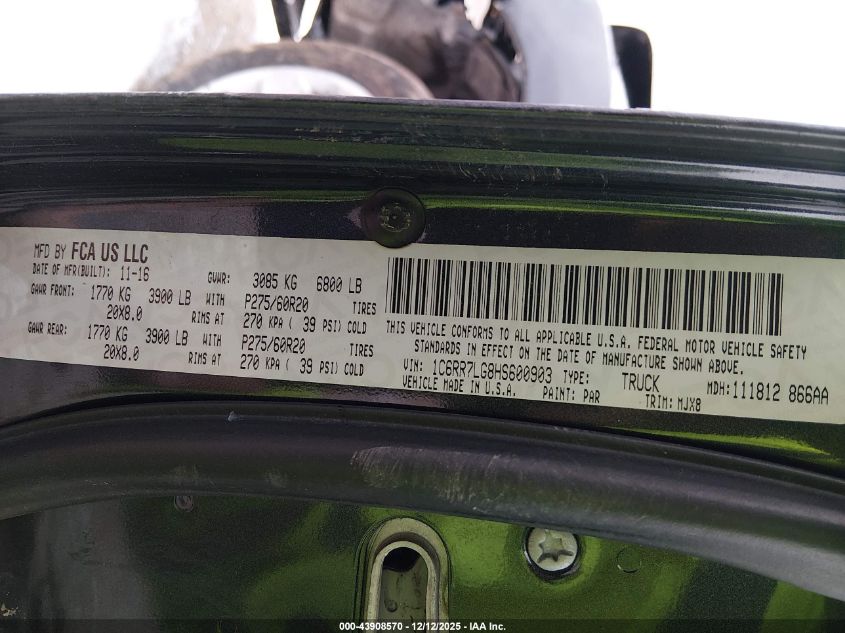 MFD BY FCA US LLC
DATE OF MFR(BUILT): 11-16 GVWR: 3085 KG 6800 LB
GAWR FRONT: 1770 KG 3900 LB WITH P275/60R20 TIRES
20X8.0 RIMS AT 270 KPA ( 39 PSI) COLD
GAWR REAR: 1770 KG 3900 LB WITH P275/60R20 TIRES
20X8.0 RIMS AT 270 KPA ( 39 PSI) COLD
THIS VEHICLE CONFORMS TO ALL APPLICABLE U.S.A. FEDERAL MOTOR VEHICLE SAFETY
STANDARDS IN EFFECT ON THE DATE OF MANUFACTURE SHOWN ABOVE.
VIN: 1C6RR7LG8HS600903 TYPE: TRUCK MDH:111812 866AA
VEHICLE MADE IN U.S.A. PAINT: PAR TRIM: MJX8
000-43908570 - 12/12/2025 - IAA Inc.